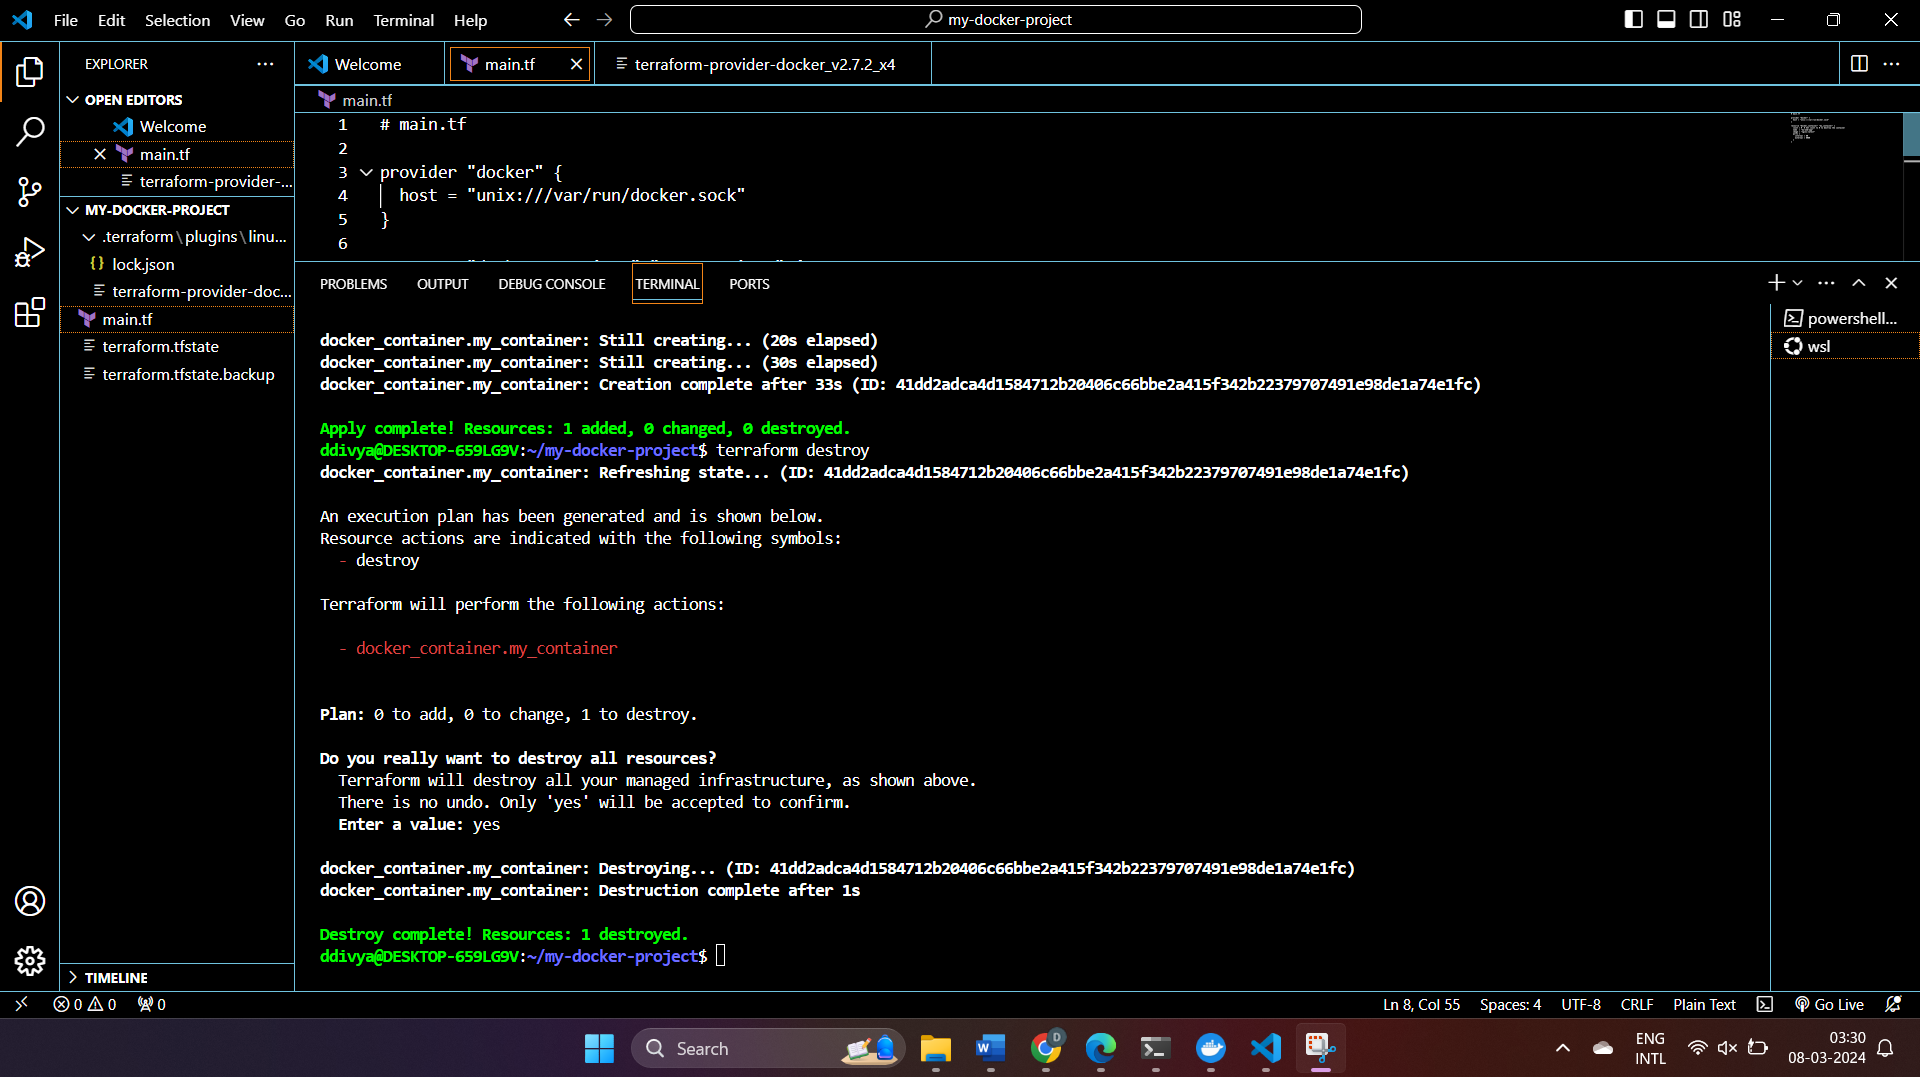 File Edit Selection View Go Run Terminal Help
my-docker-project
EXPLORER
OPEN EDITORS
Welcome
main.tf
terraform-provider-...
MY-DOCKER-PROJECT
.terraform\plugins\linu...
lock.json
terraform-provider-doc...
main.tf
terraform.tfstate
terraform.tfstate.backup
TIMELINE
Welcome main.tf terraform-provider-docker_v2.7.2_x4
main.tf
1 # main.tf
2
3 provider "docker" {
4 host = "unix:///var/run/docker.sock"
5 }
6
PROBLEMS OUTPUT DEBUG CONSOLE TERMINAL PORTS
powershell...
wsl
docker_container.my_container: Still creating... (20s elapsed)
docker_container.my_container: Still creating... (30s elapsed)
docker_container.my_container: Creation complete after 33s (ID: 41dd2adca4d1584712b20406c66bbe2a415f342b22379707491e98de1a74e1fc)
Apply complete! Resources: 1 added, 0 changed, 0 destroyed.
ddivya@DESKTOP-659LG9V:~/my-docker-project$ terraform destroy
docker_container.my_container: Refreshing state... (ID: 41dd2adca4d1584712b20406c66bbe2a415f342b22379707491e98de1a74e1fc)
An execution plan has been generated and is shown below.
Resource actions are indicated with the following symbols:
- destroy
Terraform will perform the following actions:
- docker_container.my_container
Plan: 0 to add, 0 to change, 1 to destroy.
Do you really want to destroy all resources?
Terraform will destroy all your managed infrastructure, as shown above.
There is no undo. Only 'yes' will be accepted to confirm.
Enter a value: yes
docker_container.my_container: Destroying... (ID: 41dd2adca4d1584712b20406c66bbe2a415f342b22379707491e98de1a74e1fc)
docker_container.my_container: Destruction complete after 1s
Destroy complete! Resources: 1 destroyed.
ddivya@DESKTOP-659LG9V:~/my-docker-project$
0 0 0
Ln 8, Col 55 Spaces: 4 UTF-8 CRLF Plain Text Go Live
Search
D
ENG
INTL
03:30
08-03-2024